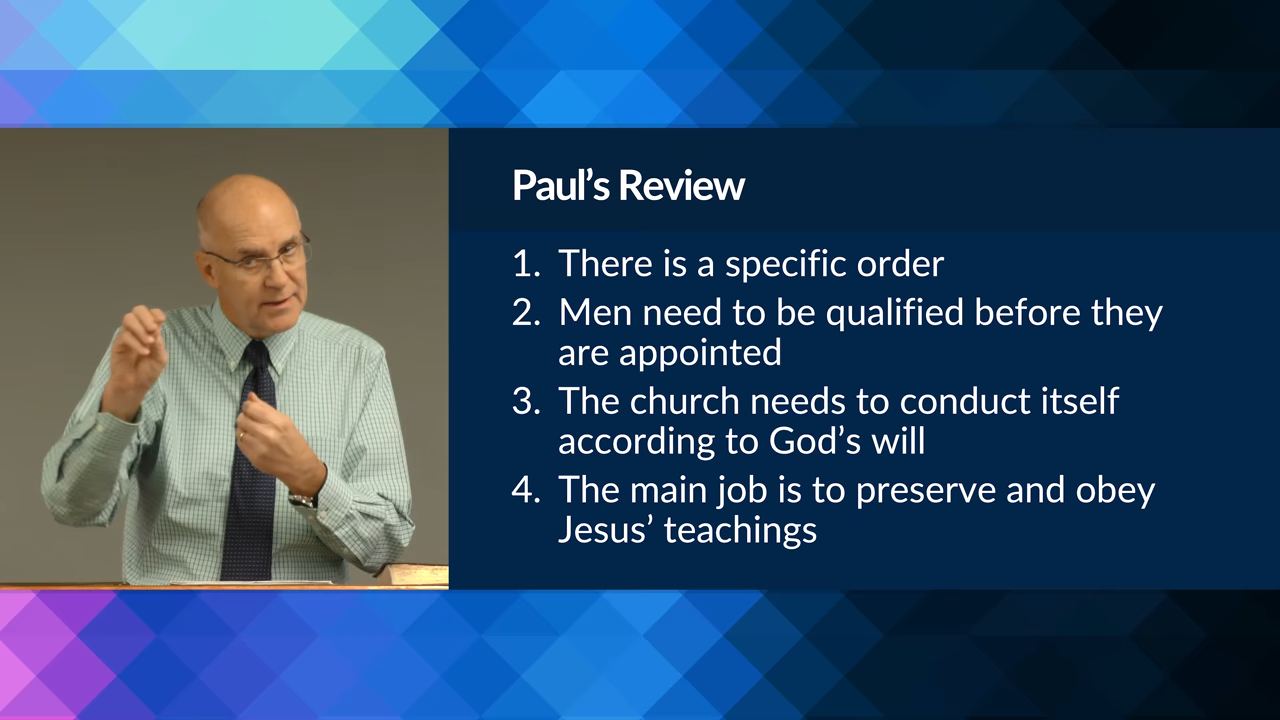 Paul’s Review
1. There is a specific order
2. Men need to be qualified before they
are appointed
3. The church needs to conduct itself
according to God’s will
4. The main job is to preserve and obey
Jesus’ teachings